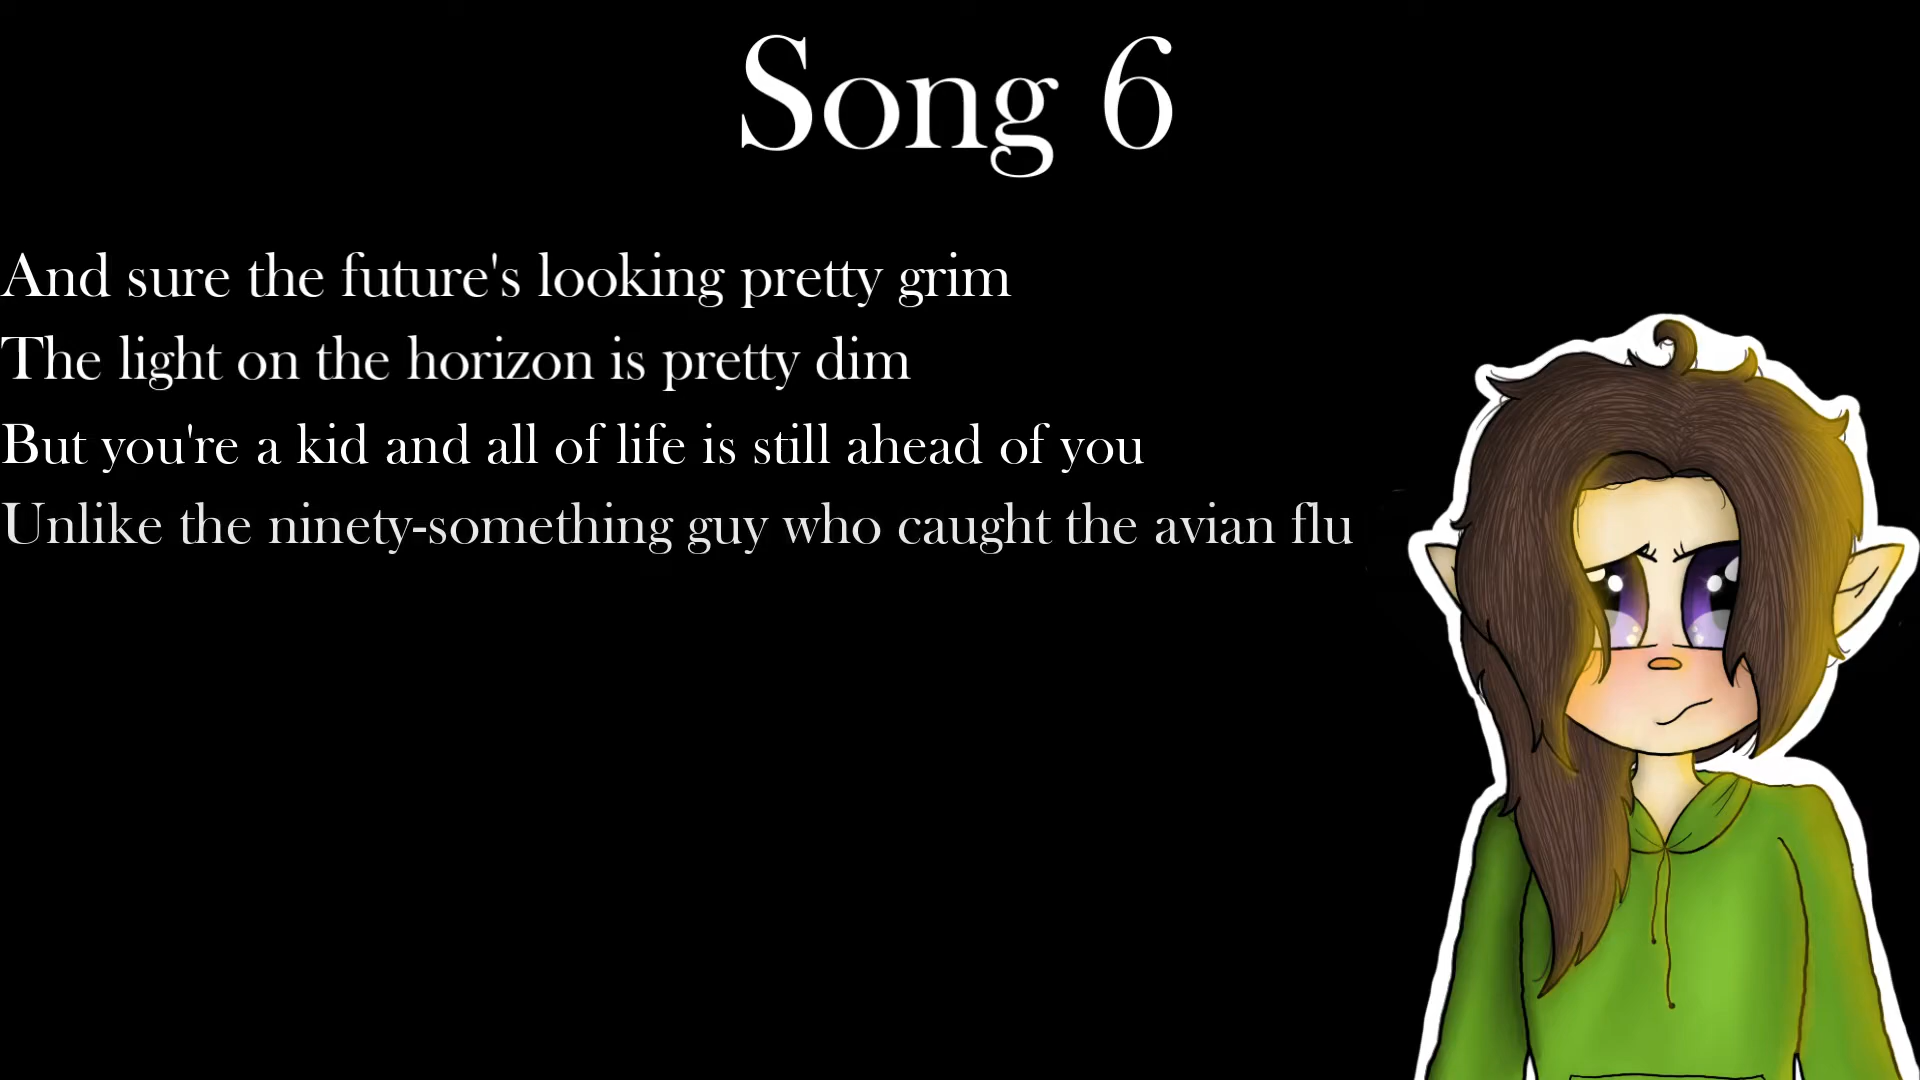 Song 6
And sure the future's looking pretty grim
The light on the horizon is pretty dim
But you're a kid and all of life is still ahead of you
Unlike the ninety-something guy who caught the avian flu